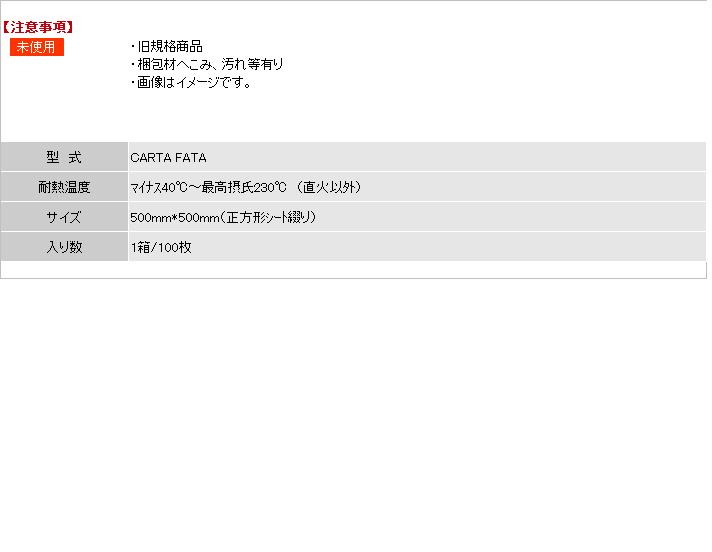 【注意事項】
未使用
・旧規格商品
・梱包材へこみ、汚れ等有り
・画像はイメージです。
型　式 CARTA FATA
耐熱温度 ﾏｲﾅｽ40℃～最高摂氏230℃　（直火以外）
サイズ 500mm*500mm（正方形ｼｰﾄ綴り）
入り数 1箱/100枚